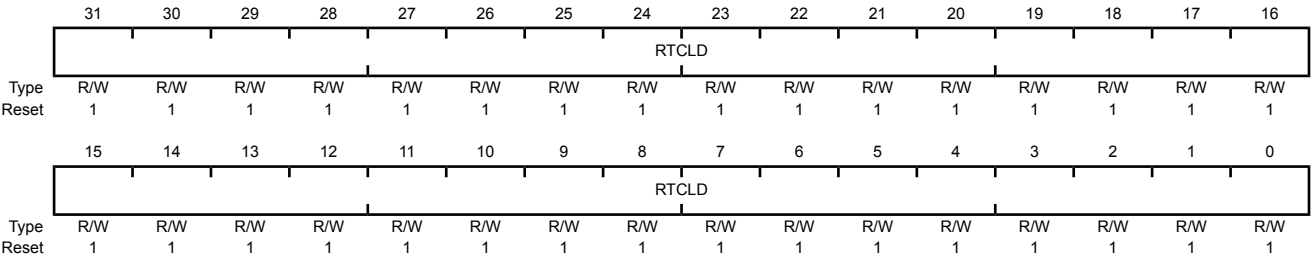 31 30 29 28 27 26 25 24 23 22 21 20 19 18 17 16
RTCLD
Type R/W R/W R/W R/W R/W R/W R/W R/W R/W R/W R/W R/W R/W R/W R/W R/W
Reset 1 1 1 1 1 1 1 1 1 1 1 1 1 1 1 1
15 14 13 12 11 10 9 8 7 6 5 4 3 2 1 0
RTCLD
Type R/W R/W R/W R/W R/W R/W R/W R/W R/W R/W R/W R/W R/W R/W R/W R/W
Reset 1 1 1 1 1 1 1 1 1 1 1 1 1 1 1 1